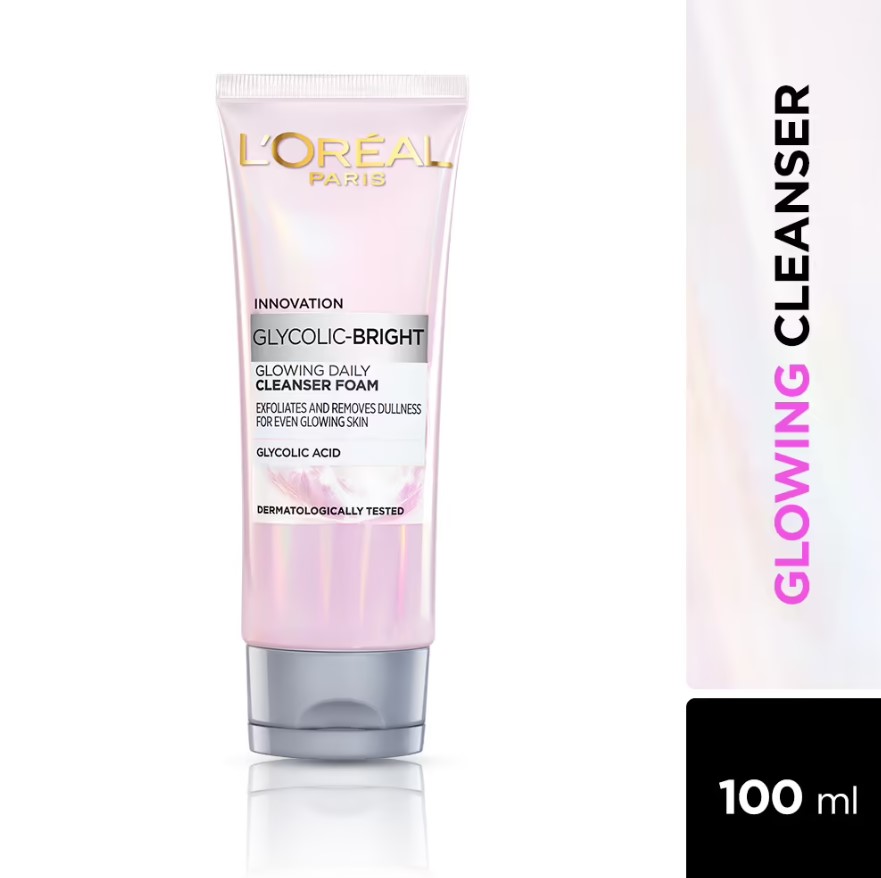 L'ORÉAL
PARIS
INNOVATION
GLYCOLIC-BRIGHT
GLOWING DAILY
CLEANSER FOAM
EXFOLIATES AND REMOVES DULLNESS
FOR EVEN GLOWING SKIN
GLYCOLIC ACID
DERMATOLOGICALLY TESTED
GLOWING CLEANSER
100 ml